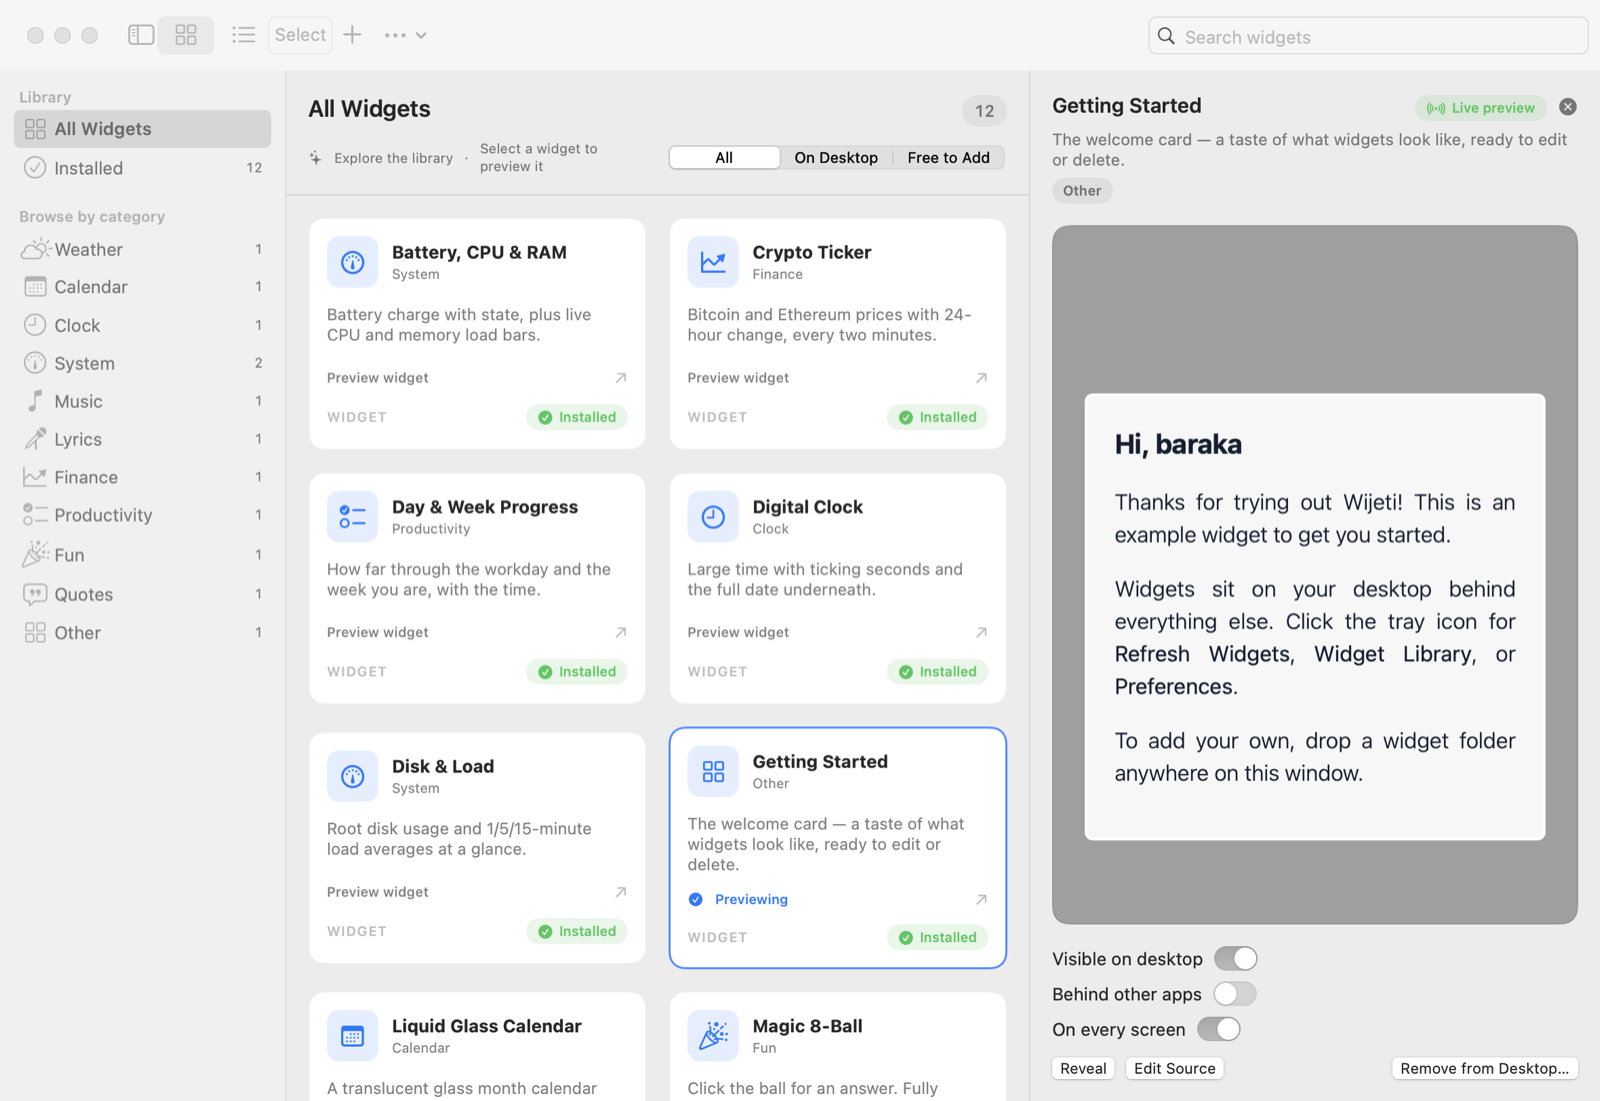 Select
Search widgets
Library
All Widgets
Installed 12
Browse by category
Weather 1
Calendar 1
Clock 1
System 2
Music 1
Lyrics 1
Finance 1
Productivity 1
Fun 1
Quotes 1
Other 1
All Widgets
12
Explore the library · Select a widget to
preview it
All On Desktop Free to Add
Battery, CPU & RAM
System
Battery charge with state, plus live
CPU and memory load bars.
Preview widget
WIDGET Installed
Crypto Ticker
Finance
Bitcoin and Ethereum prices with 24-
hour change, every two minutes.
Preview widget
WIDGET Installed
Day & Week Progress
Productivity
How far through the workday and the
week you are, with the time.
Preview widget
WIDGET Installed
Digital Clock
Clock
Large time with ticking seconds and
the full date underneath.
Preview widget
WIDGET Installed
Disk & Load
System
Root disk usage and 1/5/15-minute
load averages at a glance.
Preview widget
WIDGET Installed
Getting Started
Other
The welcome card — a taste of what
widgets look like, ready to edit or
delete.
Previewing
WIDGET Installed
Liquid Glass Calendar
Calendar
A translucent glass month calendar
Magic 8-Ball
Fun
Click the ball for an answer. Fully
Getting Started
Live preview
The welcome card — a taste of what widgets look like, ready to edit
or delete.
Other
Hi, baraka
Thanks for trying out Wijeti! This is an
example widget to get you started.
Widgets sit on your desktop behind
everything else. Click the tray icon for
Refresh Widgets, Widget Library, or
Preferences.
To add your own, drop a widget folder
anywhere on this window.
Visible on desktop
Behind other apps
On every screen
Reveal Edit Source Remove from Desktop...